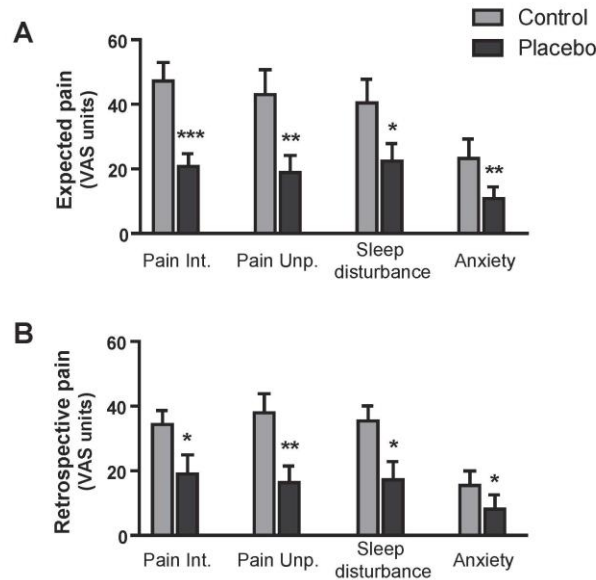 Control
Placebo
A
Expected pain
(VAS units)
60
40
20
0
***
**
*
**
Pain Int.
Pain Unp.
Sleep
disturbance
Anxiety
B
Retrospective pain
(VAS units)
60
40
20
0
*
**
*
*
Pain Int.
Pain Unp.
Sleep
disturbance
Anxiety